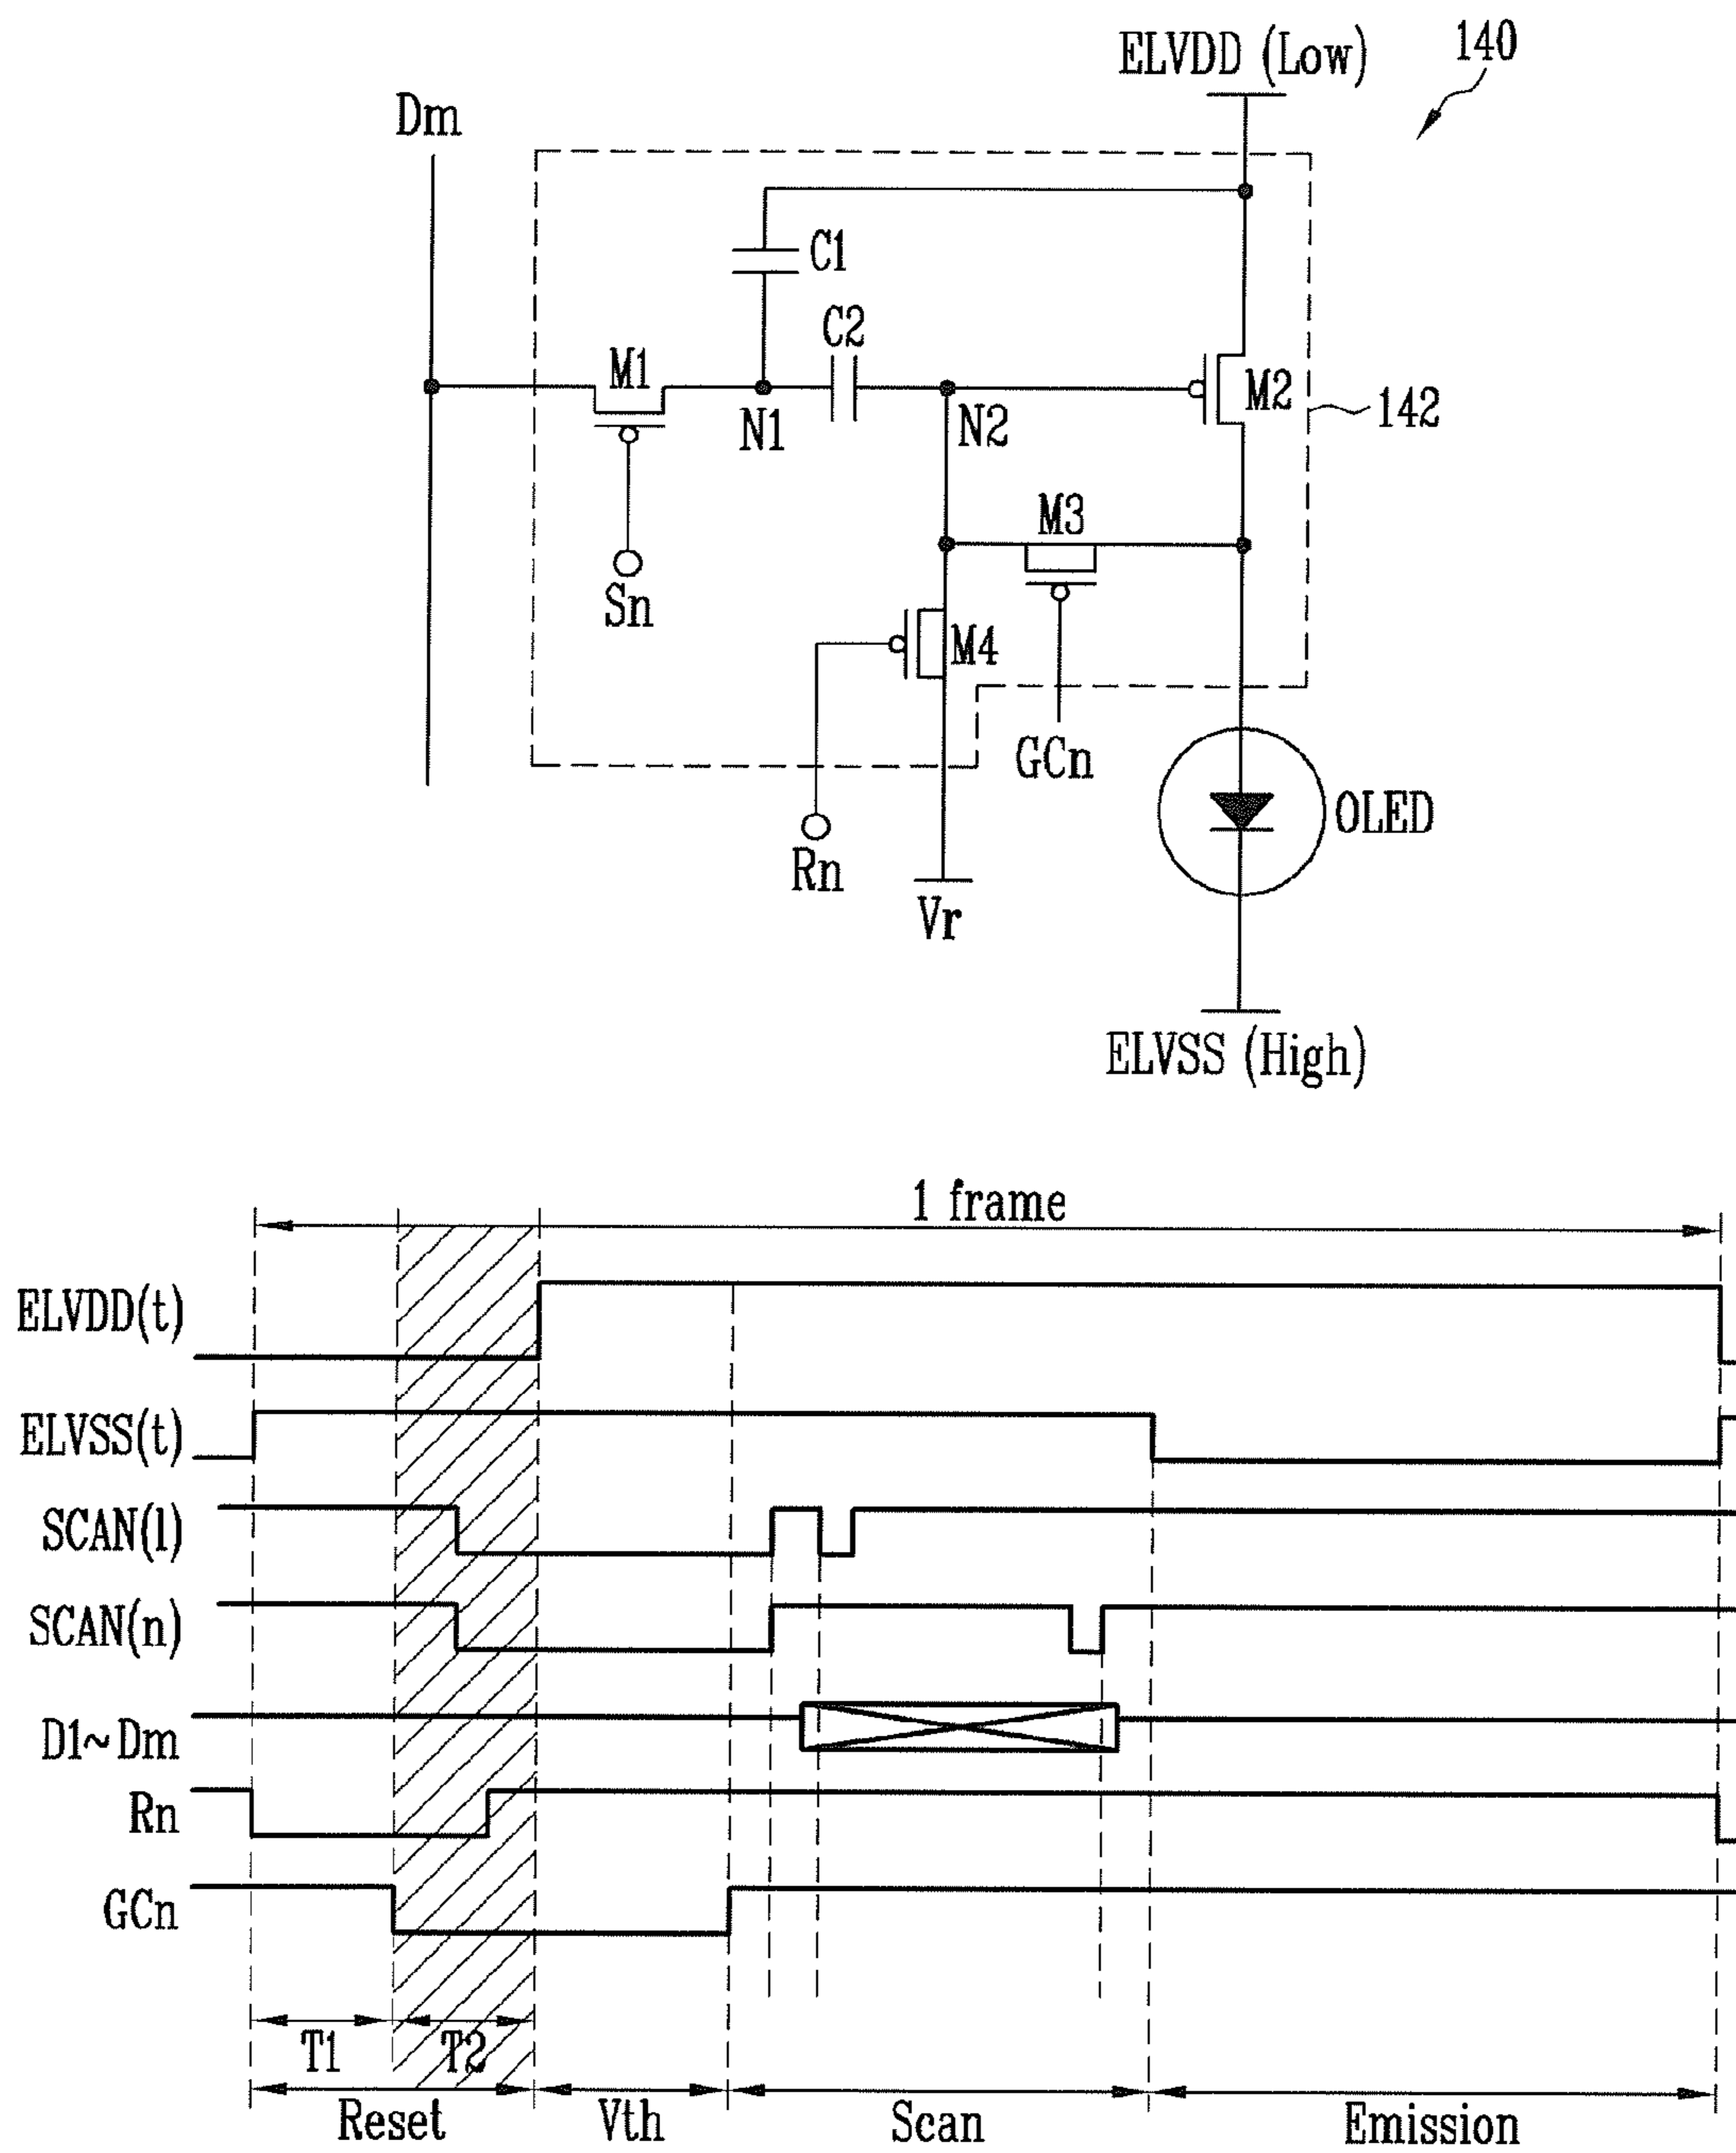 ELVDD (Low)
140
Dm
C1
C2
M1
M2
142
N1
N2
M3
Sn
M4
GCn
OLED
Rn
Vr
ELVSS (High)
1 frame
ELVDD(t)
ELVSS(t)
SCAN(l)
SCAN(n)
D1~Dm
Rn
GCn
T1
T2
Reset
Vth
Scan
Emission